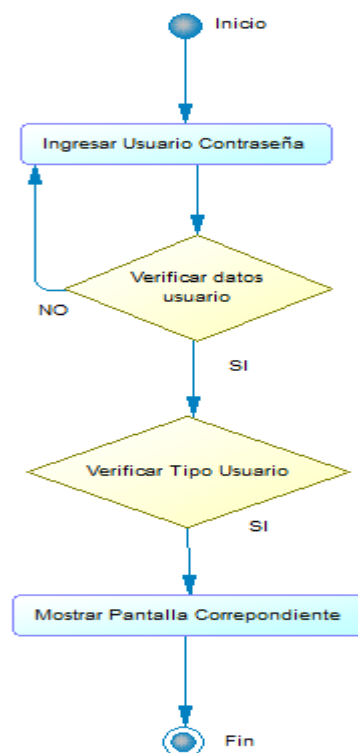 Inicio
Ingresar Usuario Contraseña
Verificar datos
usuario
NO
SI
Verificar Tipo Usuario
SI
Mostrar Pantalla Correpondiente
Fin